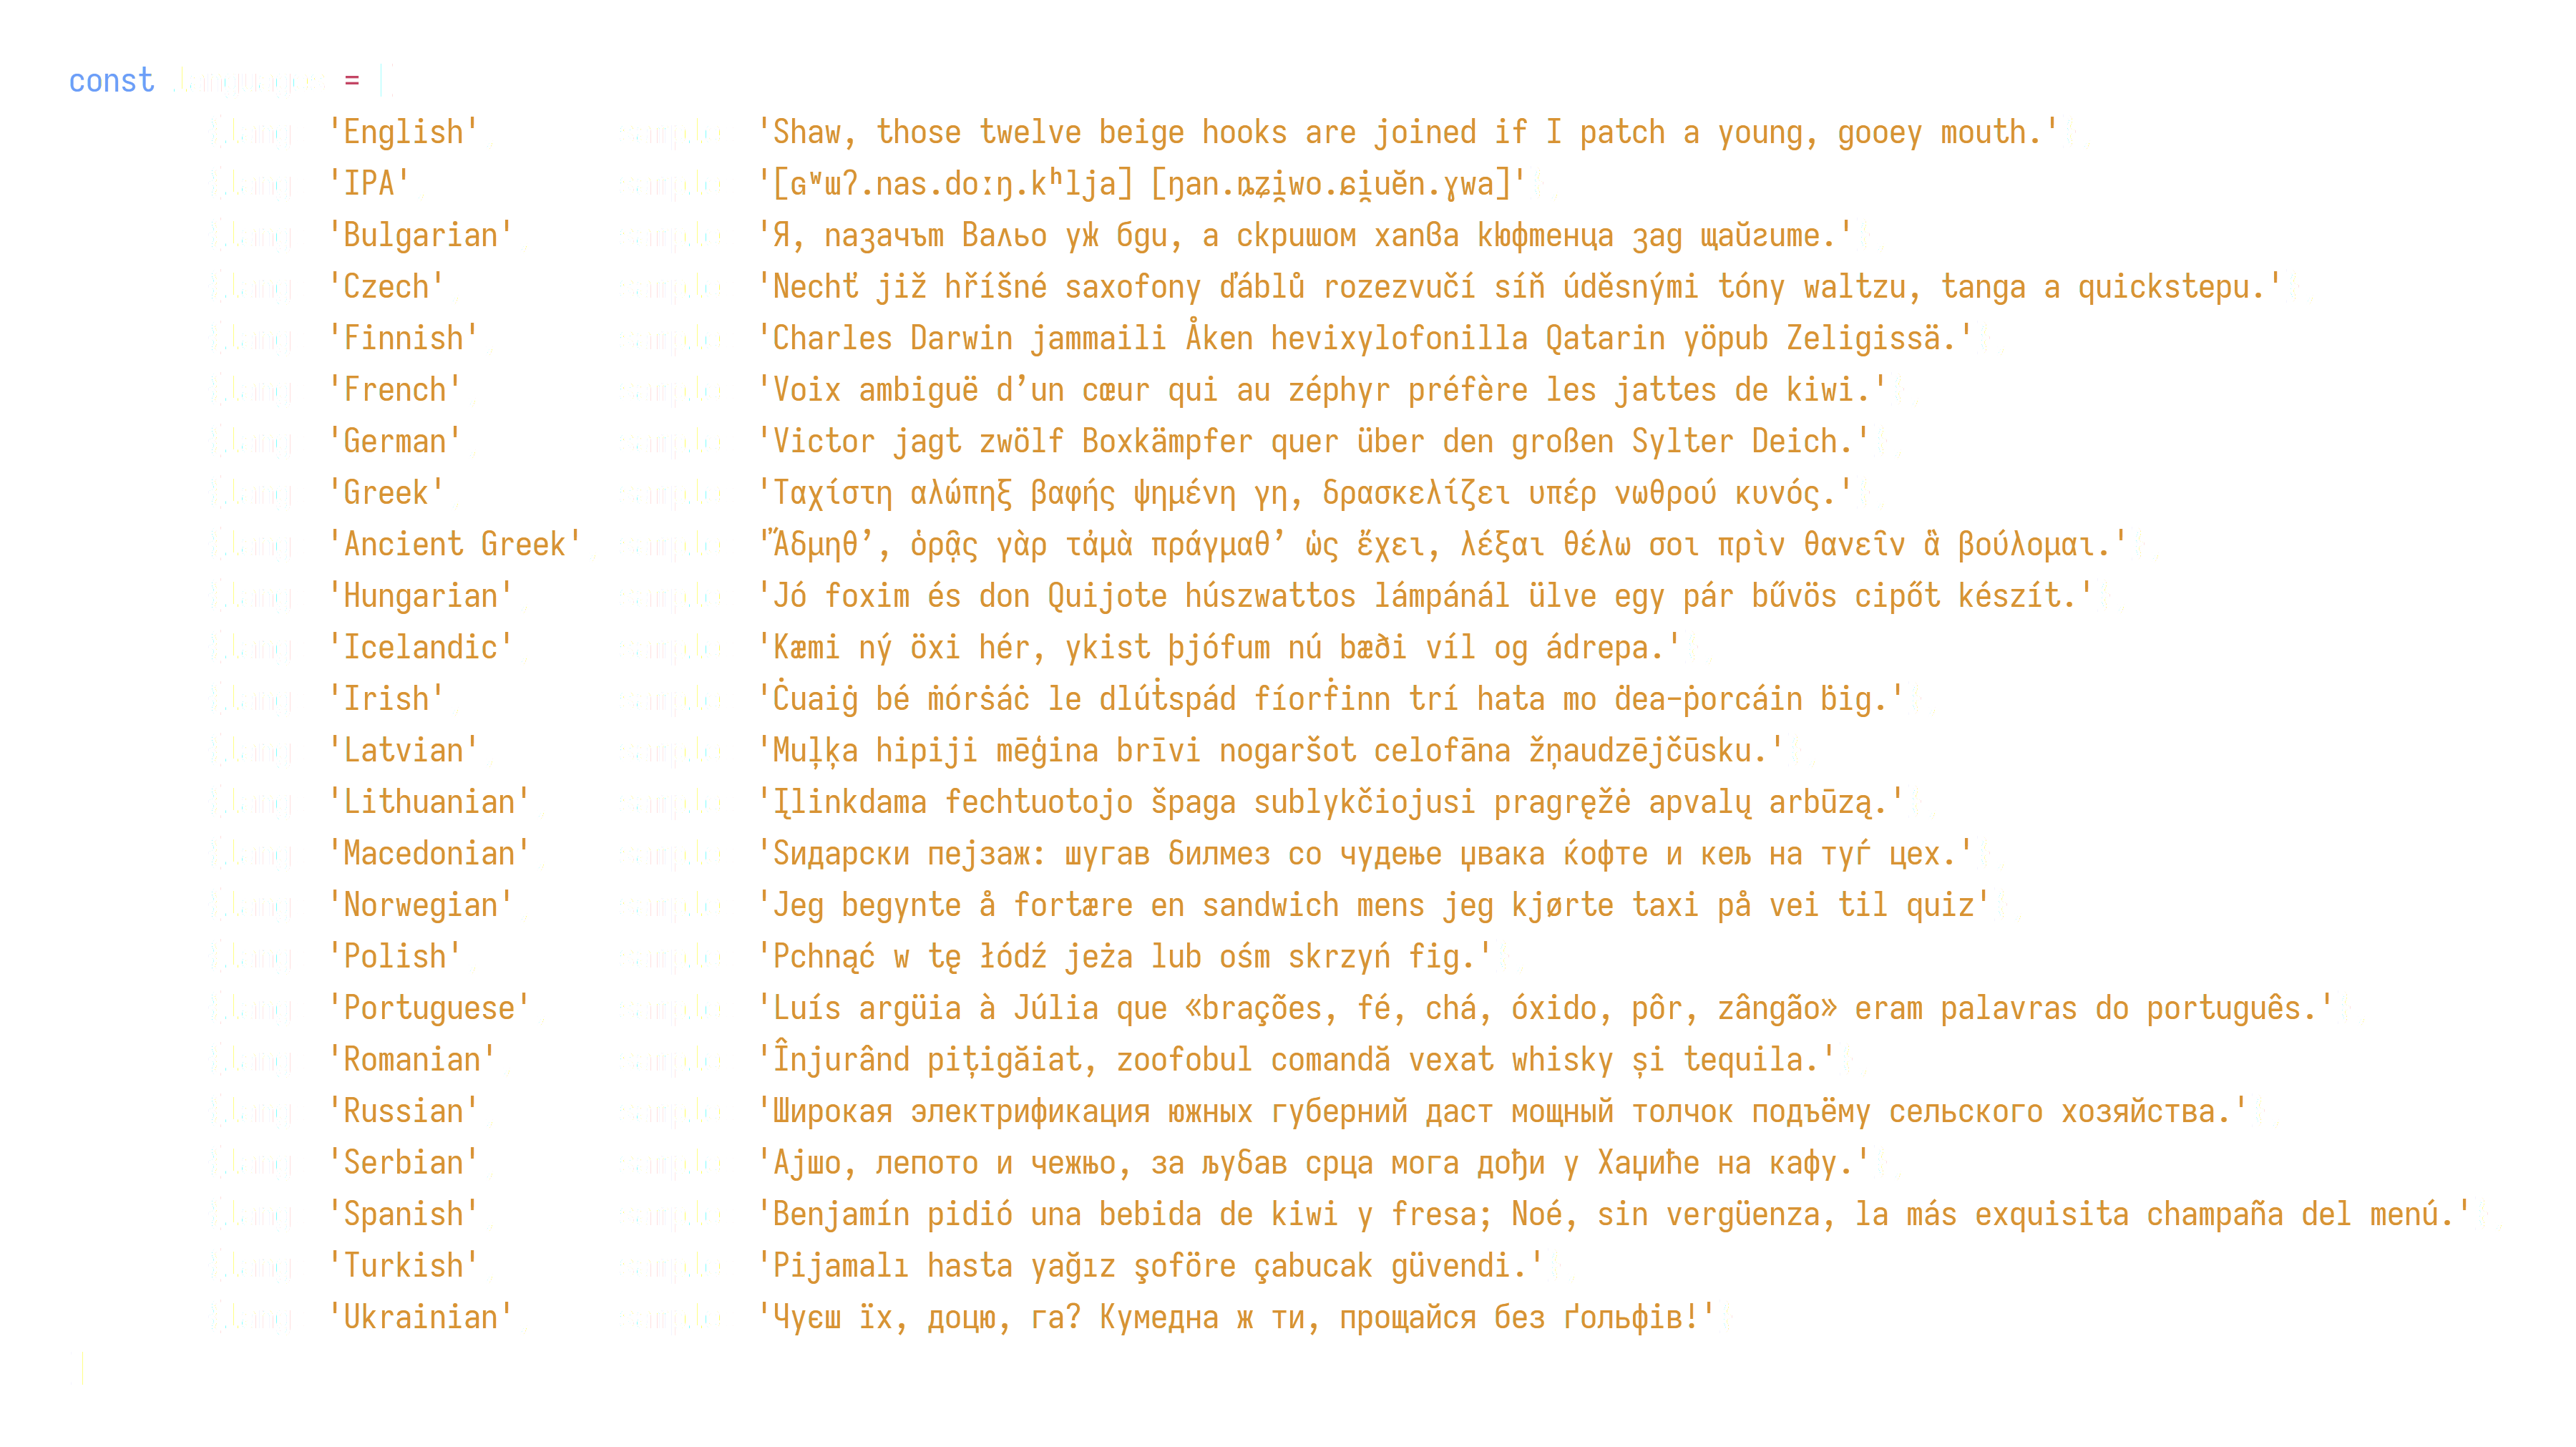 const languages = [
{ lang: 'English', sample: 'Shaw, those twelve beige hooks are joined if I patch a young, gooey mouth.' },
{ lang: 'IPA', sample: '[ɢʷɯʔ.nas.doːŋ.kʰlja] [ŋan.ȵʑi̯wo.ɕi̯uĕn.ɣwa]' },
{ lang: 'Bulgarian', sample: 'Я, пазачът Вальо уж бди, а скришом хапва кюфтенца зад щайгите.' },
{ lang: 'Czech', sample: 'Nechť již hříšné saxofony ďáblů rozezvučí síň úděsnými tóny waltzu, tanga a quickstepu.' },
{ lang: 'Finnish', sample: 'Charles Darwin jammaili Åken hevixylofonilla Qatarin yöpub Zeligissä.' },
{ lang: 'French', sample: 'Voix ambiguë d’un cœur qui au zéphyr préfère les jattes de kiwi.' },
{ lang: 'German', sample: 'Victor jagt zwölf Boxkämpfer quer über den großen Sylter Deich.' },
{ lang: 'Greek', sample: 'Ταχίστη αλώπηξ βαφής ψημένη γη, δρασκελίζει υπέρ νωθρού κυνός.' },
{ lang: 'Ancient Greek', sample: 'Ἄδμηθ’, ὁρᾷς γὰρ τἀμὰ πράγμαθ’ ὡς ἔχει, λέξαι θέλω σοι πρὶν θανεῖν ἃ βούλομαι.' },
{ lang: 'Hungarian', sample: 'Jó foxim és don Quijote húszwattos lámpánál ülve egy pár bűvös cipőt készít.' },
{ lang: 'Icelandic', sample: 'Kæmi ný öxi hér, ykist þjófum nú bæði víl og ádrepa.' },
{ lang: 'Irish', sample: 'Ċuaiġ bé ṁórṡáċ le dlúṫspád fíorḟinn trí hata mo ḋea-ṗorcáin ḃig.' },
{ lang: 'Latvian', sample: 'Muļķa hipiji mēģina brīvi nogaršot celofāna žņaudzējčūsku.' },
{ lang: 'Lithuanian', sample: 'Įlinkdama fechtuotojo špaga sublykčiojusi pragręžė apvalų arbūzą.' },
{ lang: 'Macedonian', sample: 'Ѕидарски пејзаж: шугав билмез со чудење џвака ќофте и кељ на туѓ цех.' },
{ lang: 'Norwegian', sample: 'Jeg begynte å fortære en sandwich mens jeg kjørte taxi på vei til quiz' },
{ lang: 'Polish', sample: 'Pchnąć w tę łódź jeża lub ośm skrzyń fig.' },
{ lang: 'Portuguese', sample: 'Luís argüia à Júlia que «brações, fé, chá, óxido, pôr, zângão» eram palavras do português.' },
{ lang: 'Romanian', sample: 'Înjurând pițigăiat, zoofobul comandă vexat whisky și tequila.' },
{ lang: 'Russian', sample: 'Широкая электрификация южных губерний даст мощный толчок подъёму сельского хозяйства.' },
{ lang: 'Serbian', sample: 'Ајшо, лепото и чежњо, за љубав срца мога дођи у Хаџиће на кафу.' },
{ lang: 'Spanish', sample: 'Benjamín pidió una bebida de kiwi y fresa; Noé, sin vergüenza, la más exquisita champaña del menú.' },
{ lang: 'Turkish', sample: 'Pijamalı hasta yağız şoföre çabucak güvendi.' },
{ lang: 'Ukrainian', sample: 'Чуєш їх, доцю, га? Кумедна ж ти, прощайся без ґольфів!' }
]